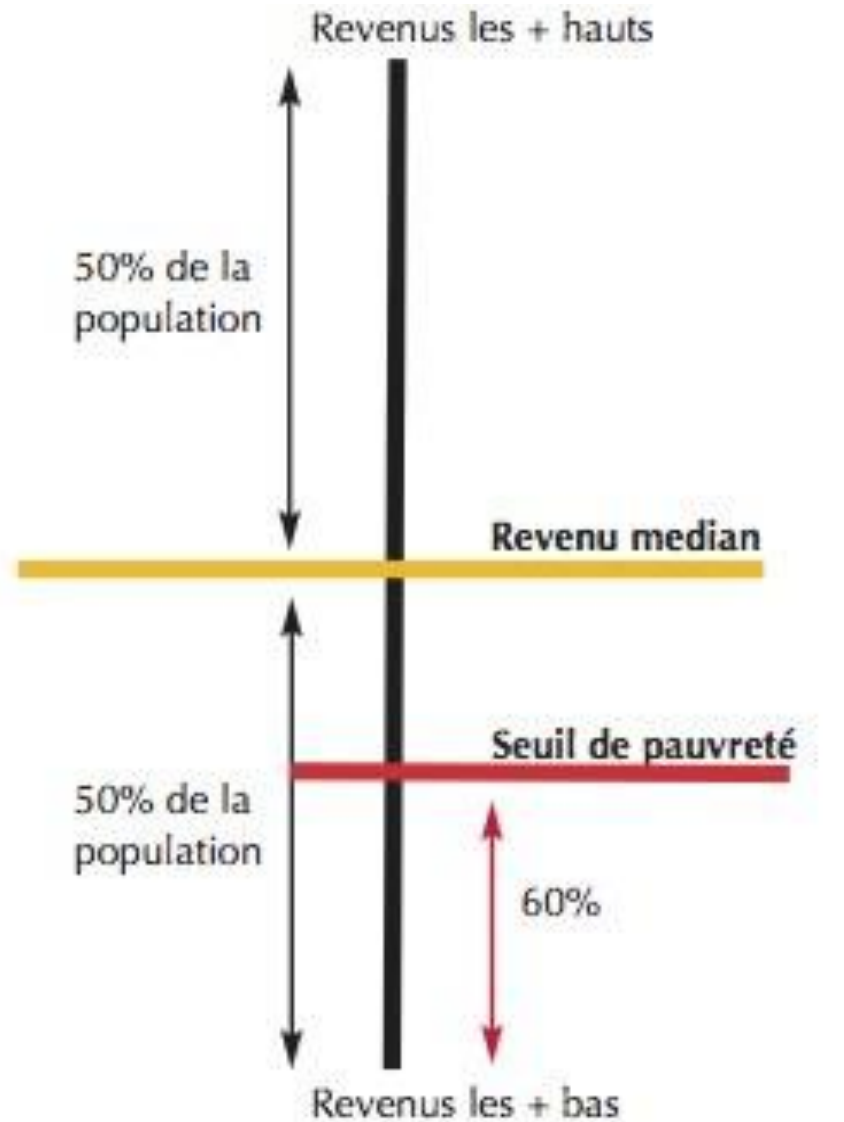 Revenus les + hauts
50% de la
population
Revenu median
Seuil de pauvreté
50% de la
population
60%
Revenus les + bas